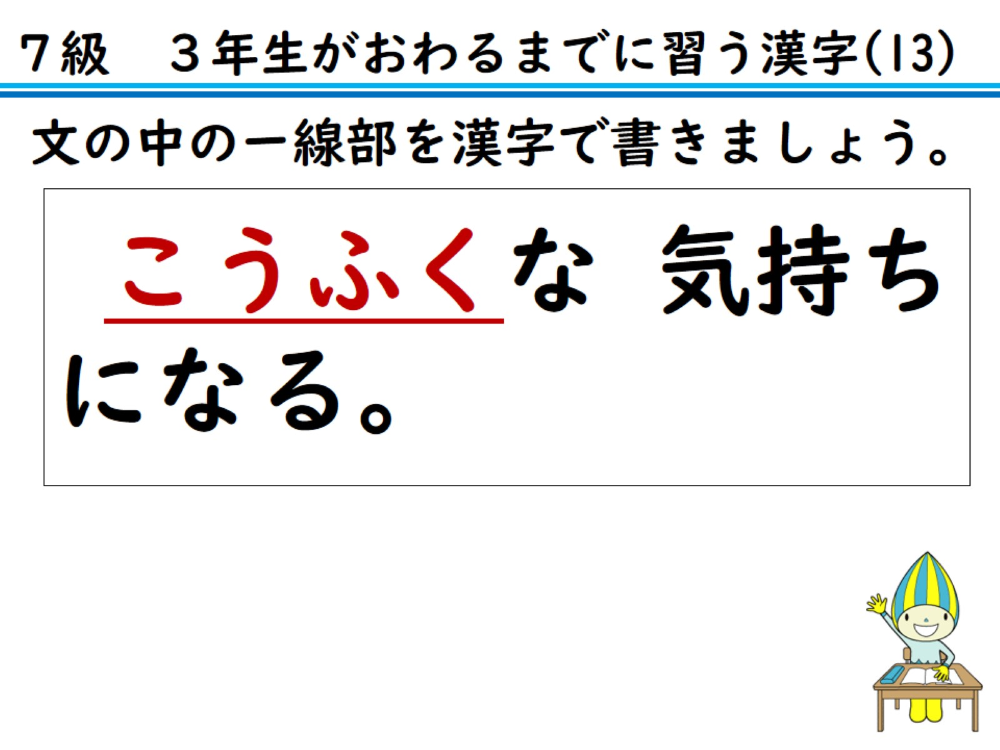 ７級　３年生がおわるまでに習う漢字(13)
文の中の一線部を漢字で書きましょう。
こうふくな 気持ち
になる。